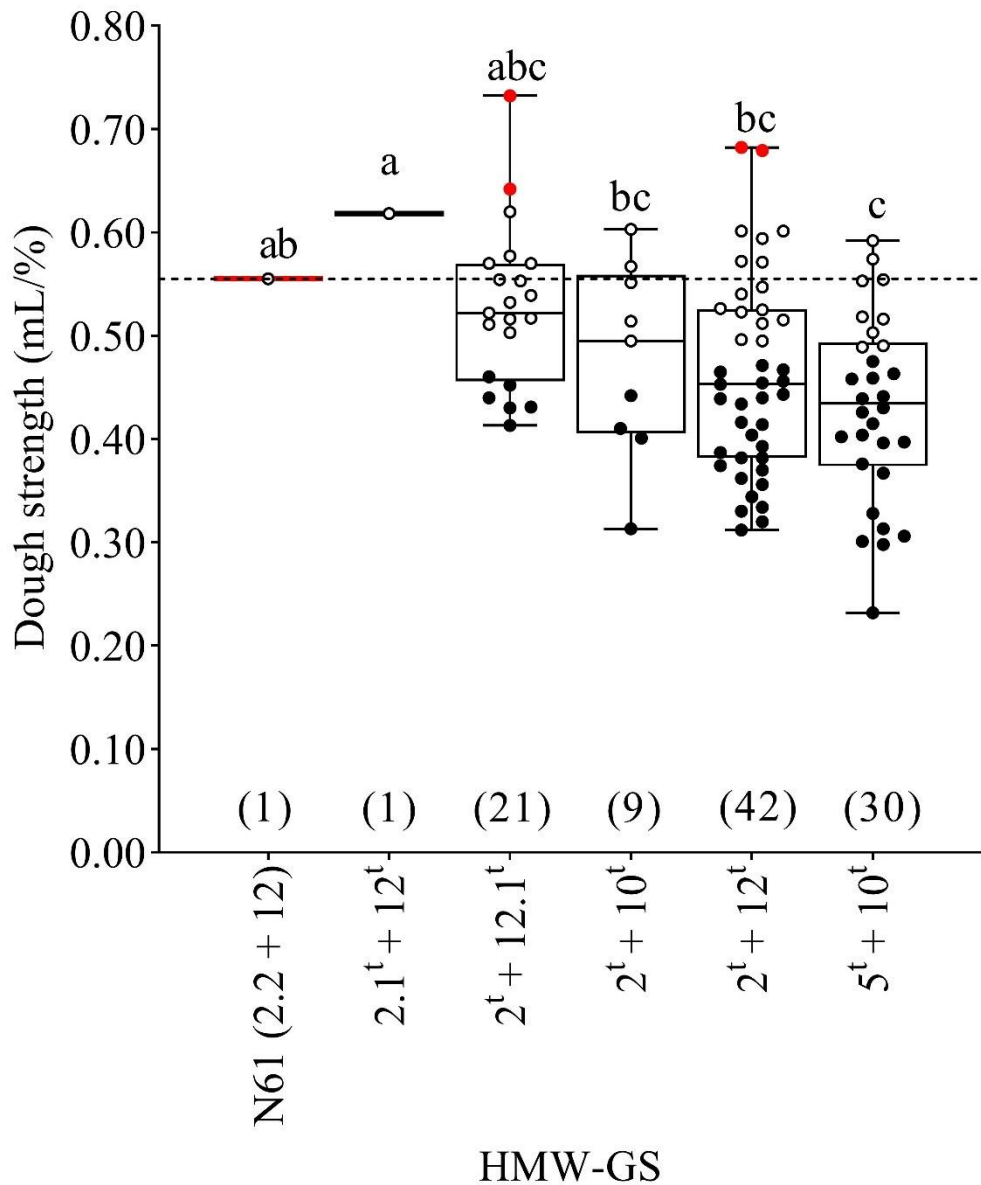 Dough strength (mL/%)
0.80
0.70
0.60
0.50
0.40
0.30
0.20
0.10
0.00
ab
a
abc
bc
bc
c
(1)
(1)
(21)
(9)
(42)
(30)
N61 (2.2 + 12)
2.1ᵗ + 12ᵗ
2ᵗ + 12.1ᵗ
2ᵗ + 10ᵗ
2ᵗ + 12ᵗ
5ᵗ + 10ᵗ
HMW-GS